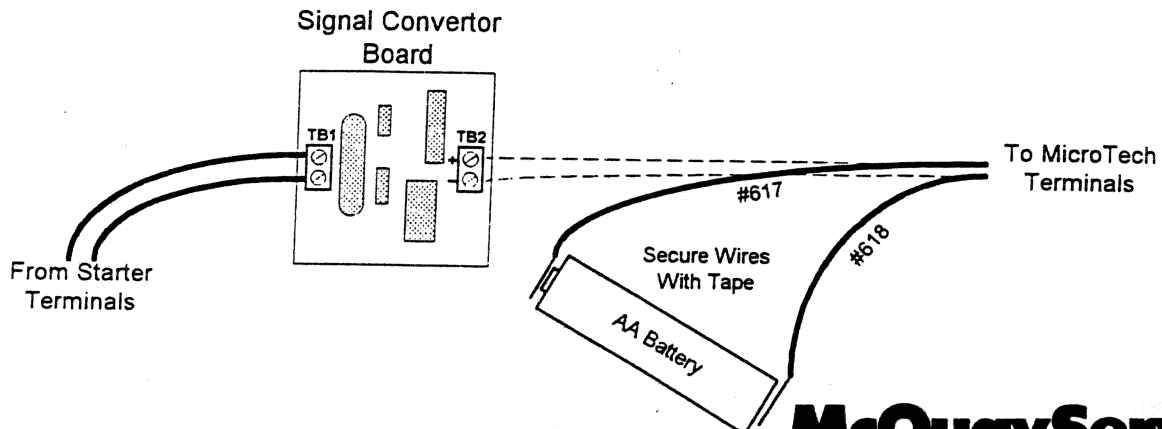 Signal Convertor
Board
TB1
TB2
+
-
To MicroTech
Terminals
#617
#618
From Starter
Terminals
Secure Wires
With Tape
AA Battery